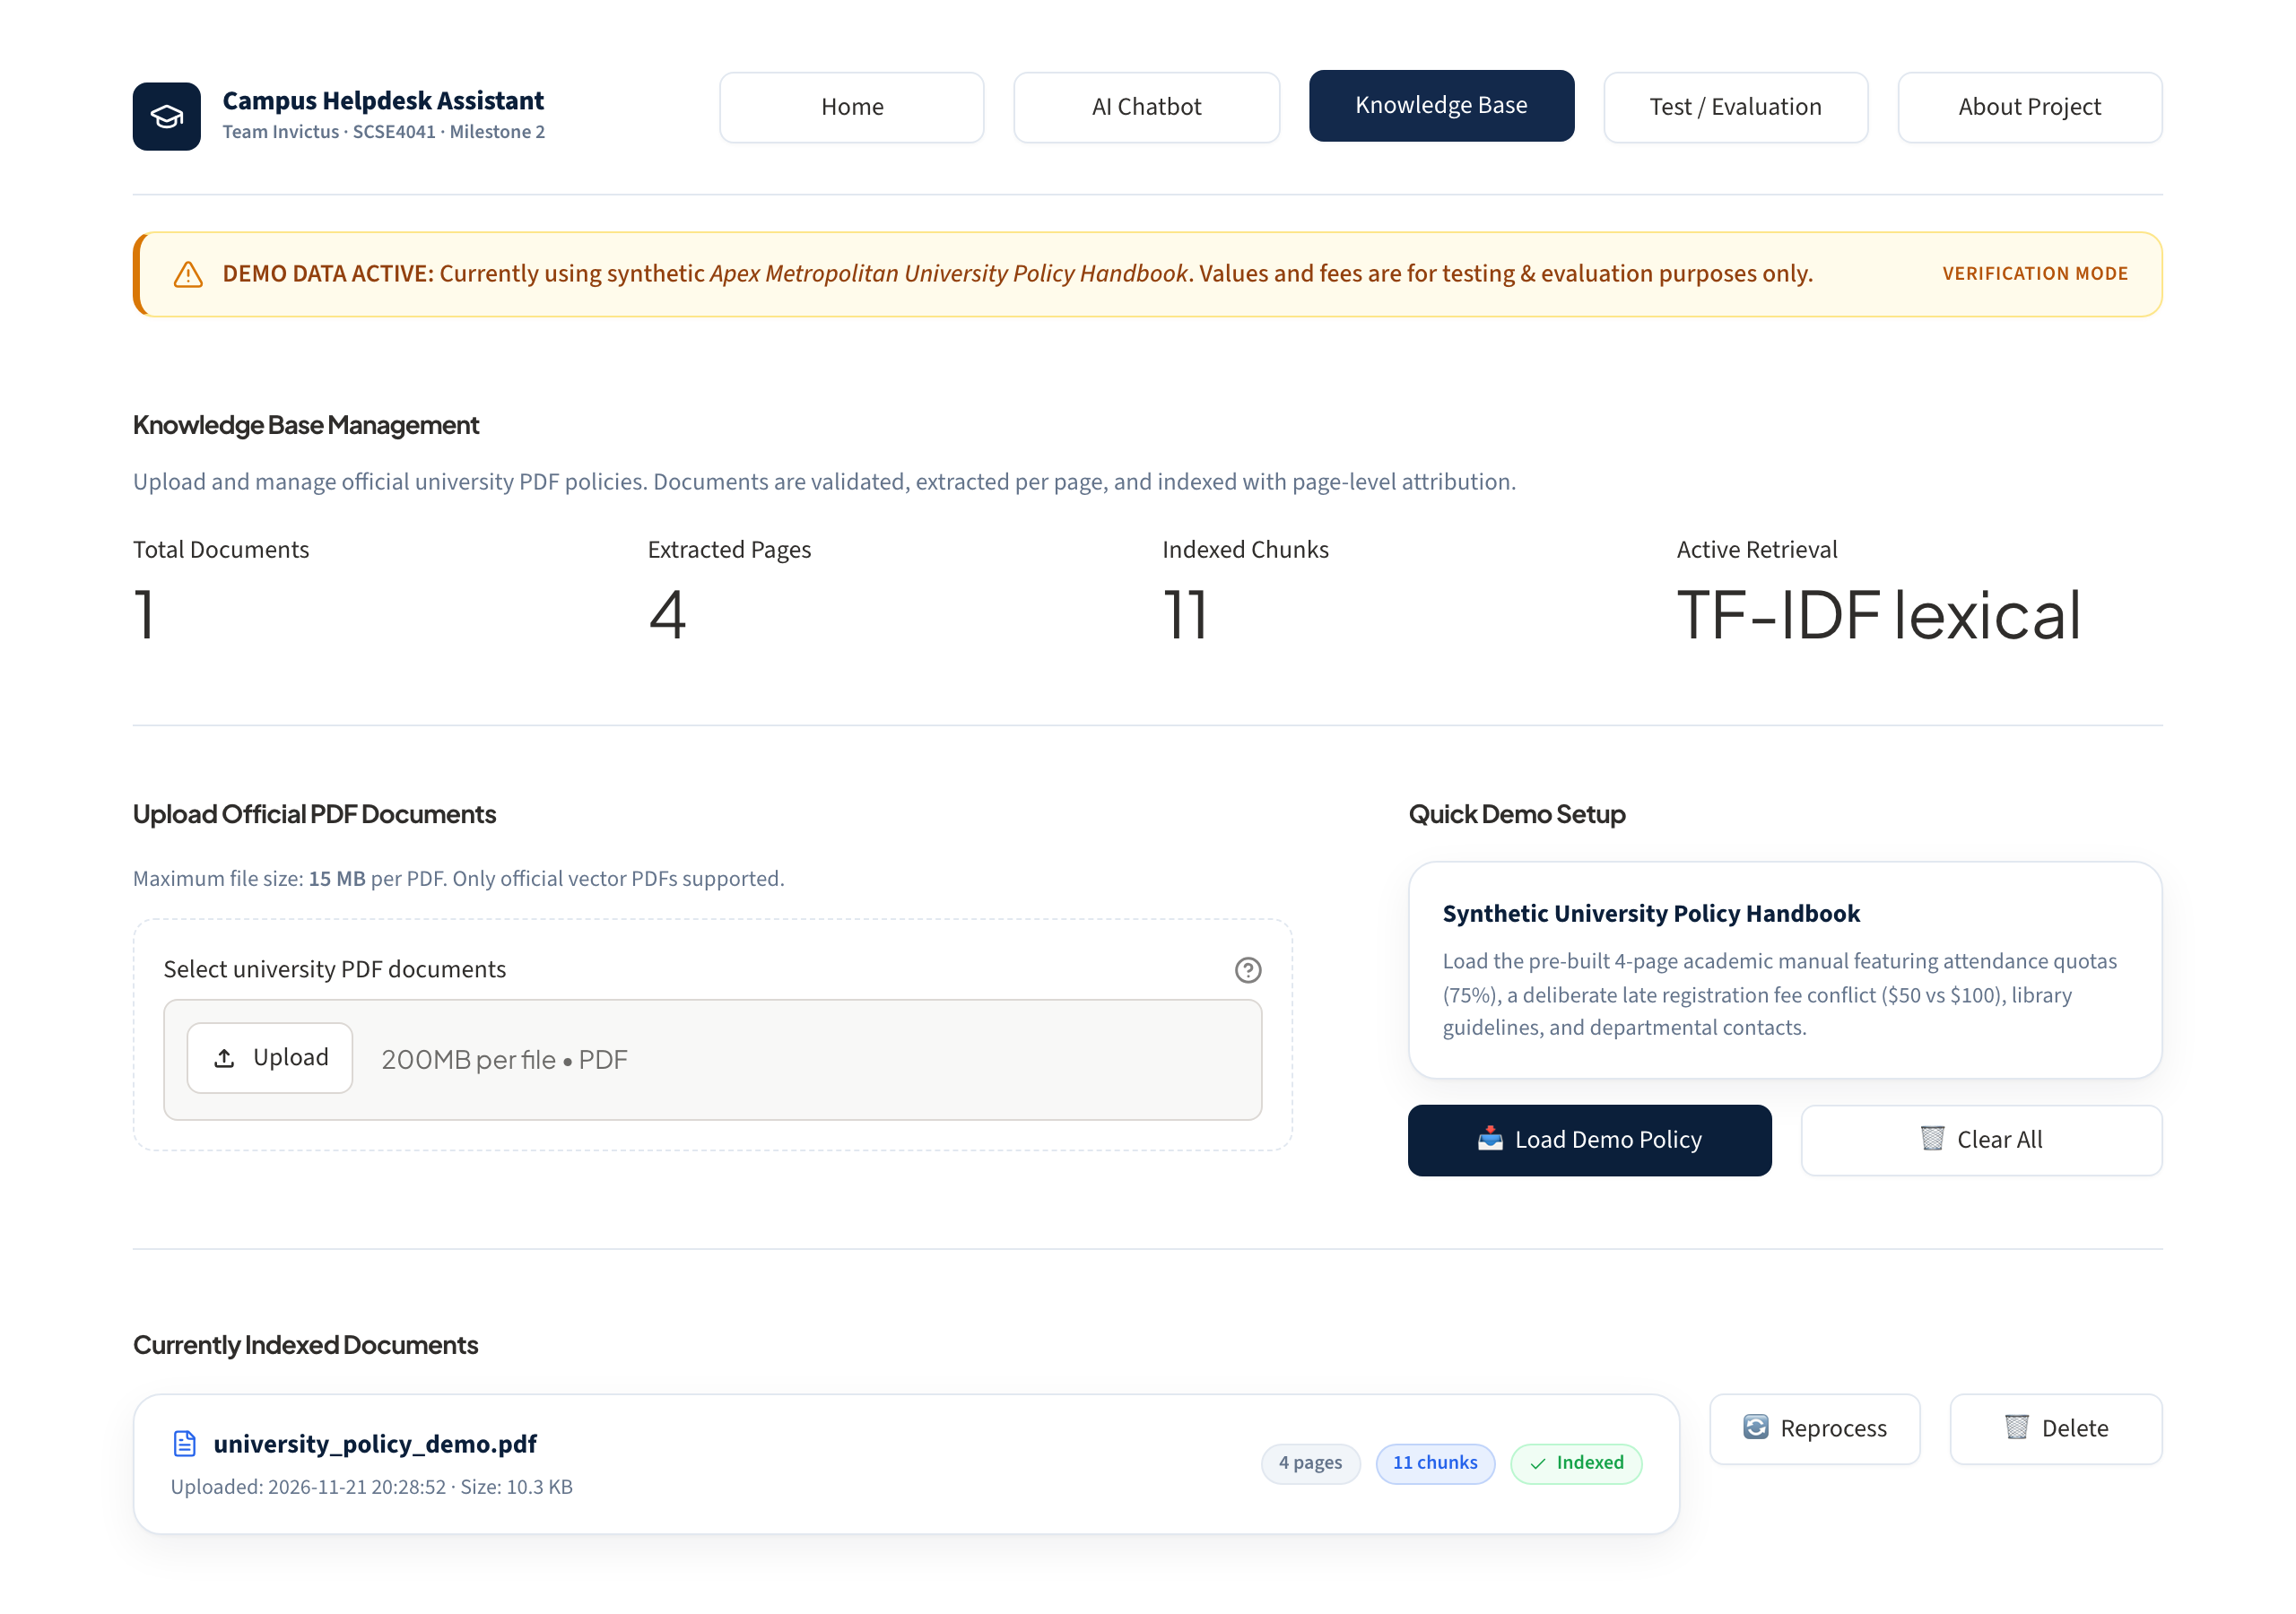 Campus Helpdesk Assistant
Team Invictus · SCSE4041 · Milestone 2
Home
AI Chatbot
Knowledge Base
Test / Evaluation
About Project
DEMO DATA ACTIVE: Currently using synthetic Apex Metropolitan University Policy Handbook. Values and fees are for testing & evaluation purposes only.
VERIFICATION MODE
Knowledge Base Management
Upload and manage official university PDF policies. Documents are validated, extracted per page, and indexed with page-level attribution.
Total Documents
1
Extracted Pages
4
Indexed Chunks
11
Active Retrieval
TF-IDF lexical
Upload Official PDF Documents
Maximum file size: 15 MB per PDF. Only official vector PDFs supported.
Select university PDF documents
Upload
200MB per file • PDF
Quick Demo Setup
Synthetic University Policy Handbook
Load the pre-built 4-page academic manual featuring attendance quotas
(75%), a deliberate late registration fee conflict ($50 vs $100), library
guidelines, and departmental contacts.
Load Demo Policy
Clear All
Currently Indexed Documents
university_policy_demo.pdf
Uploaded: 2026-11-21 20:28:52 · Size: 10.3 KB
4 pages
11 chunks
Indexed
Reprocess
Delete